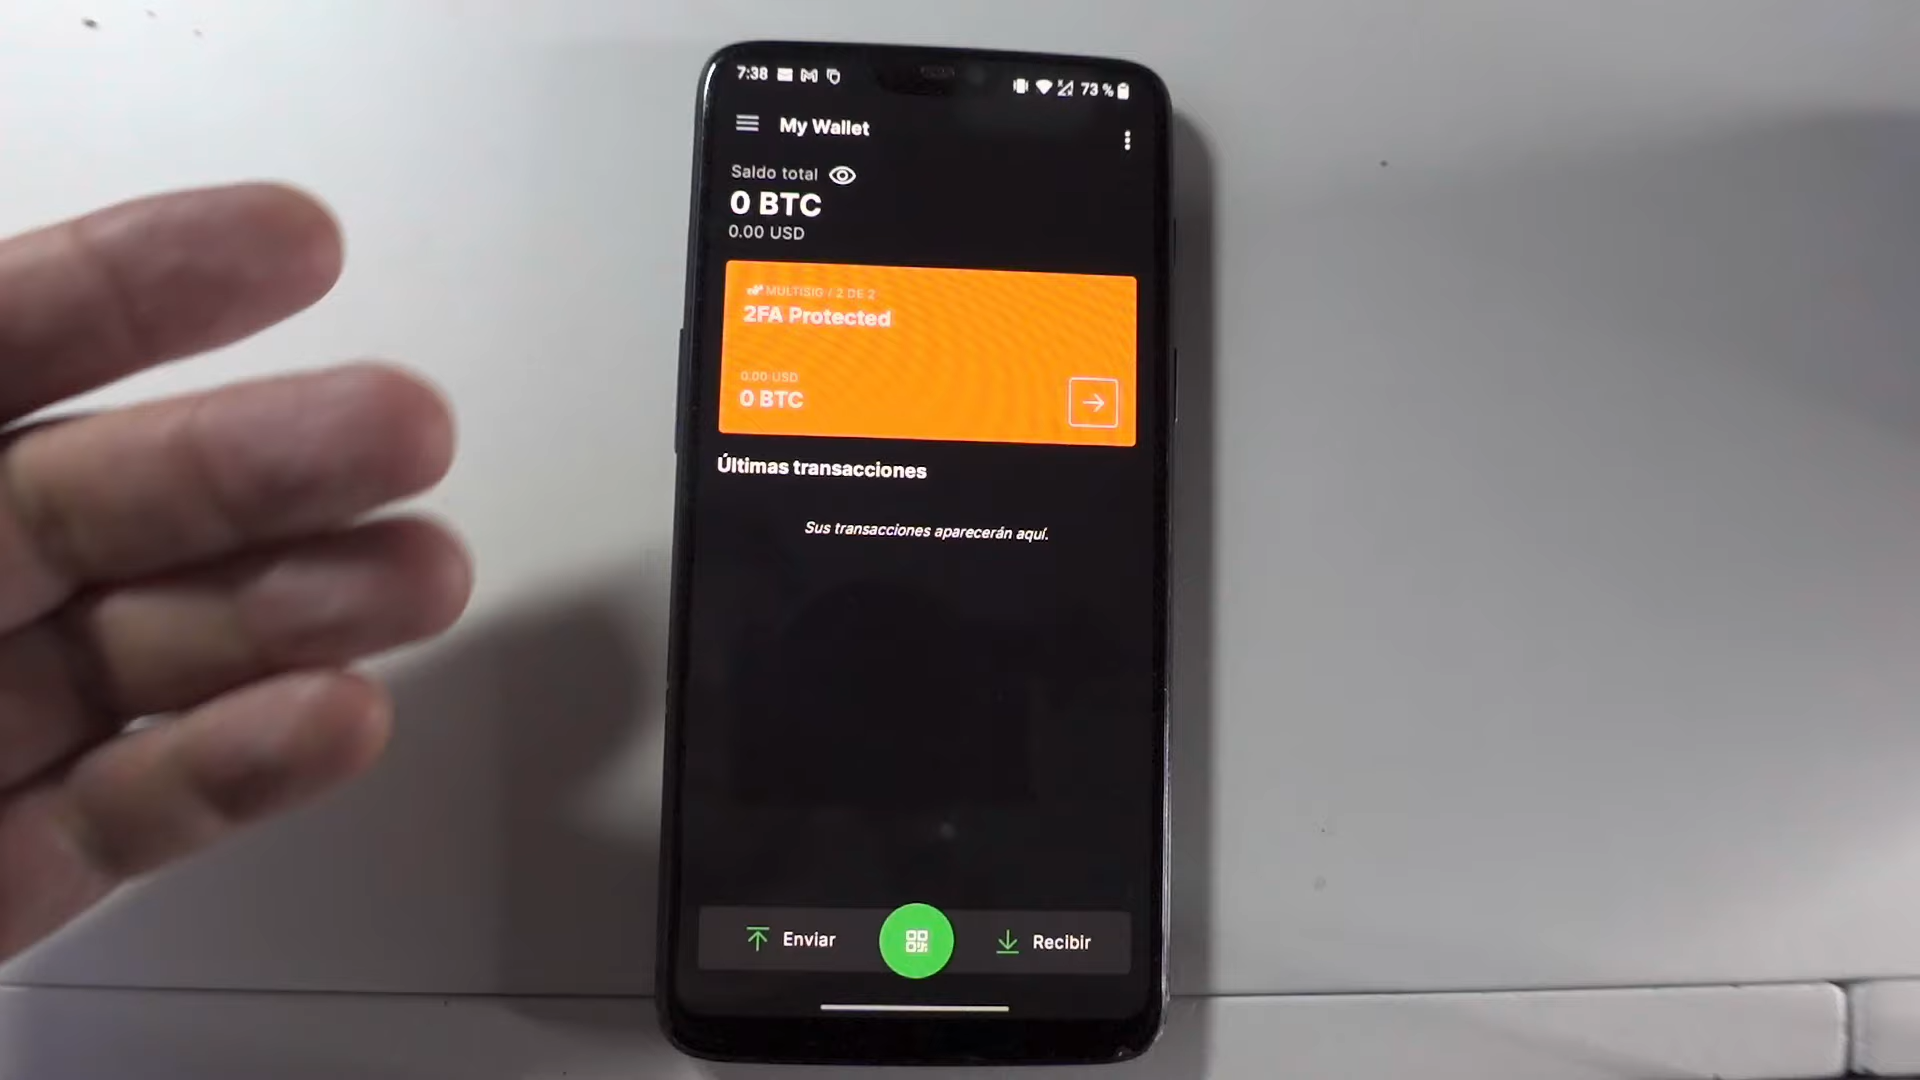 7:38
73 %
My Wallet
Saldo total
0 BTC
0.00 USD
MULTISIG / 2 DE 2
2FA Protected
0.00 USD
0 BTC
Últimas transacciones
Sus transacciones aparecerán aquí.
Enviar
Recibir